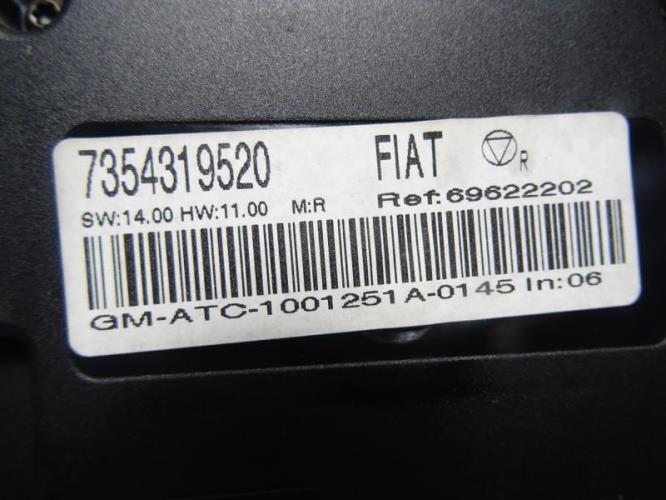 7354319520 FIAT R
SW:14.00 HW:11.00 M:R Ref:69622202
GM-ATC-1001251A-0145 In:06